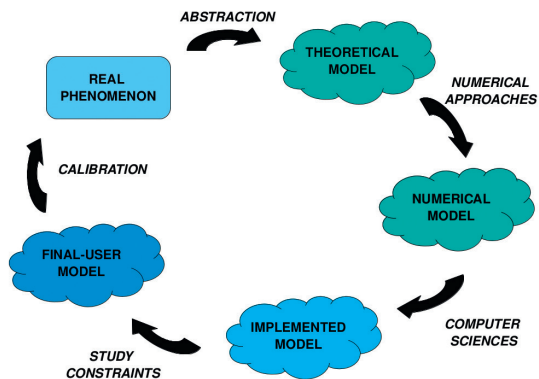 ABSTRACTION
REAL
PHENOMENON
THEORETICAL
MODEL
NUMERICAL
APPROACHES
CALIBRATION
NUMERICAL
MODEL
FINAL-USER
MODEL
IMPLEMENTED
MODEL
COMPUTER
SCIENCES
STUDY
CONSTRAINTS